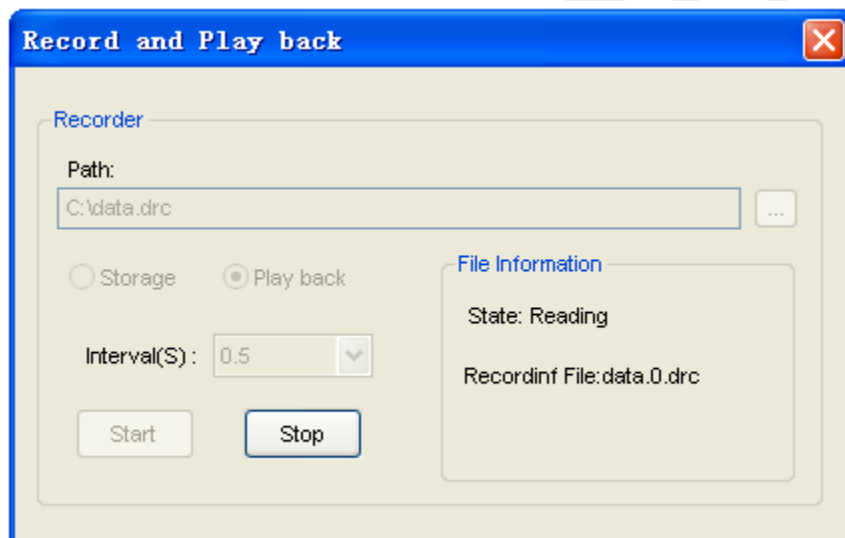 Record and Play back
Recorder
Path:
C:\data.drc
...
Storage
Play back
Interval(S) :
0.5
Start
Stop
File Information
State: Reading
Recordinf File:data.0.drc